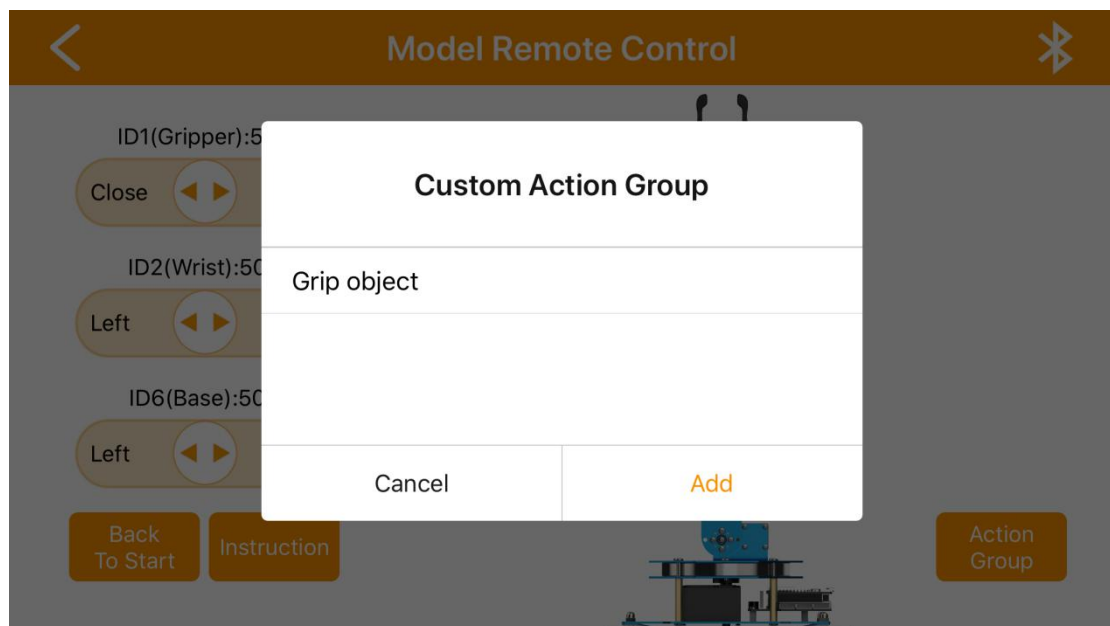 Model Remote Control
ID1(Gripper):5
Close
Custom Action Group
ID2(Wrist):50
Grip object
Left
ID6(Base):50
Left
Cancel
Add
Back
To Start
Instruction
Action
Group